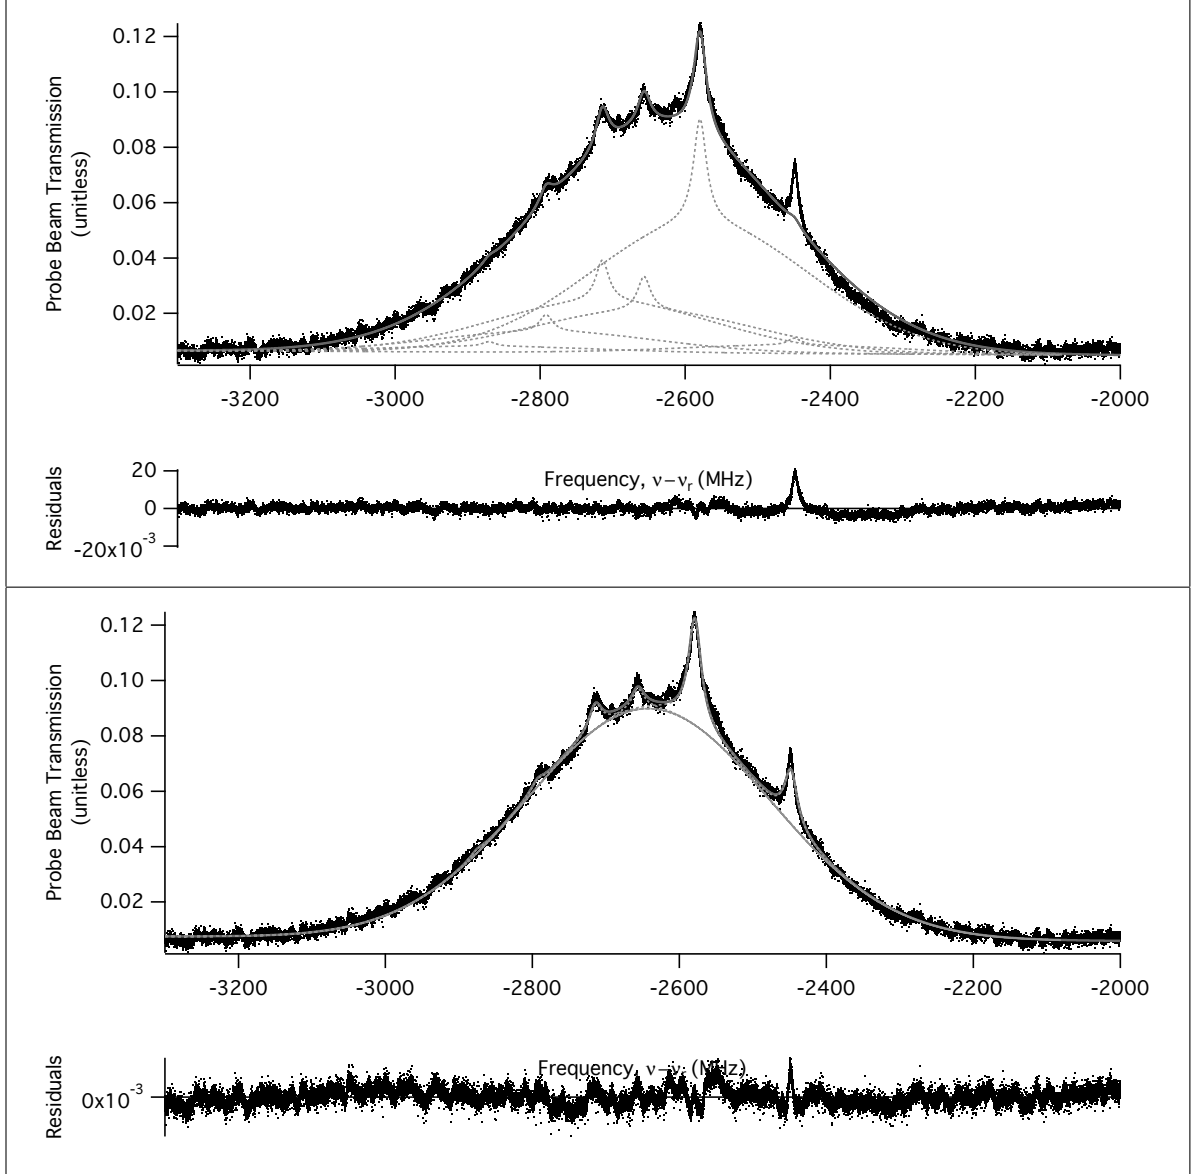 0.12
0.10
0.08
0.06
0.04
0.02
Probe Beam Transmission
(unitless)
-3200 -3000 -2800 -2600 -2400 -2200 -2000
Frequency, ν−νr (MHz)
Residuals
20
0
-20x10-3
0.12
0.10
0.08
0.06
0.04
0.02
Probe Beam Transmission
(unitless)
-3200 -3000 -2800 -2600 -2400 -2200 -2000
Frequency, ν−ν (MHz)
Residuals
0x10-3